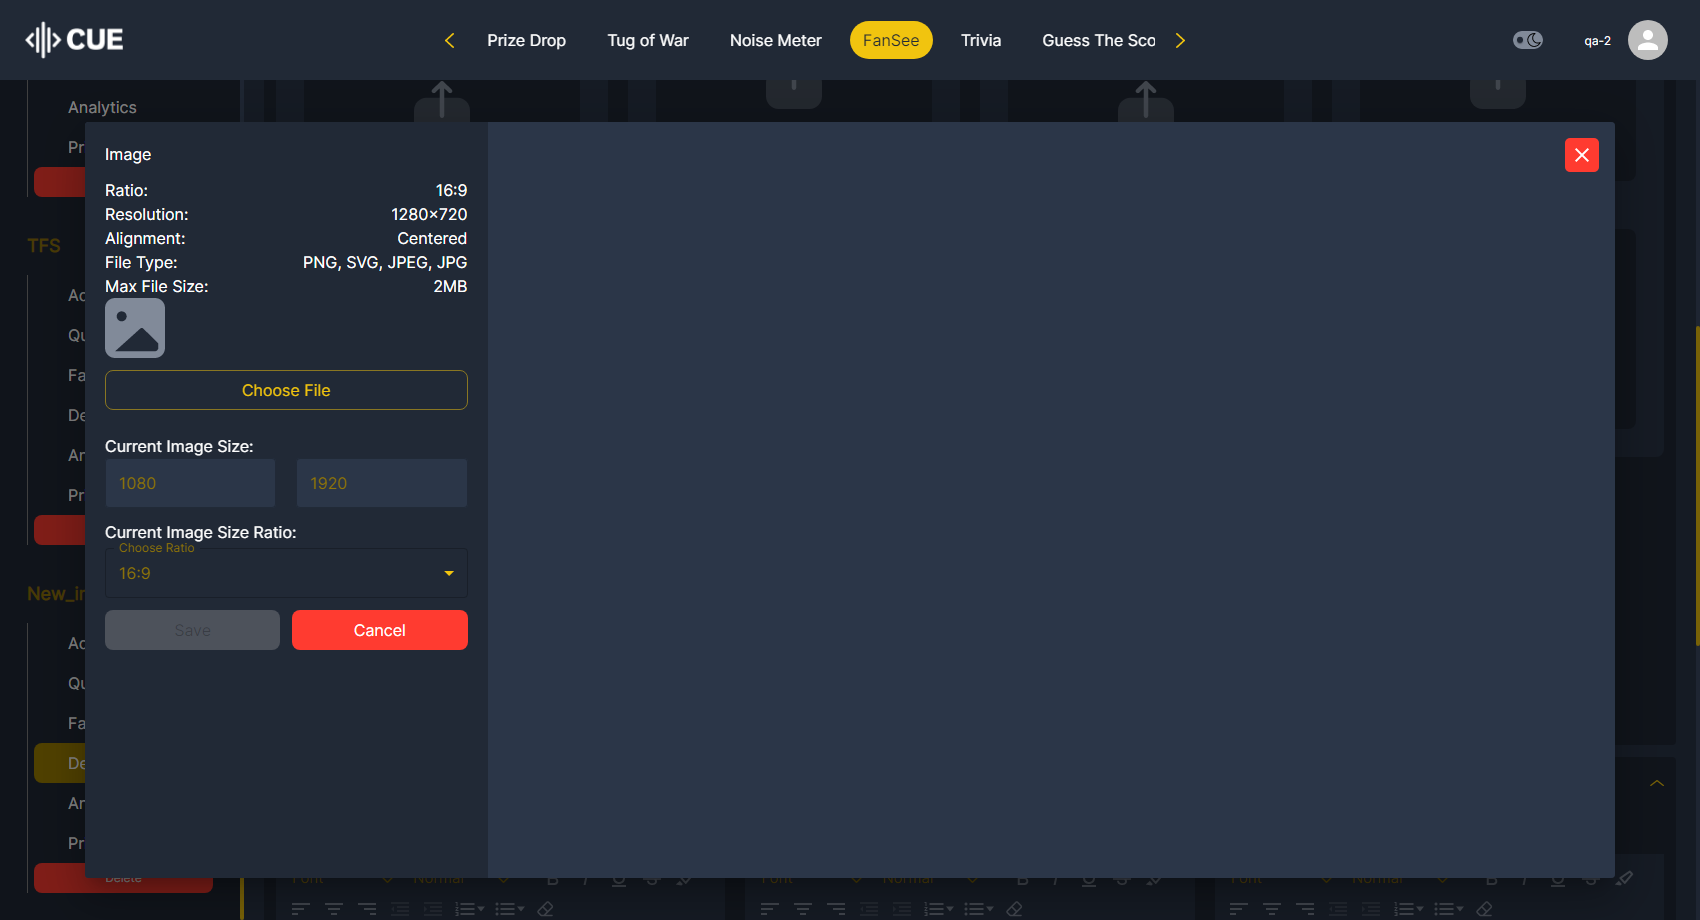 CUE
Prize Drop
Tug of War
Noise Meter
FanSee
Trivia
Guess The Sco
qa-2
Analytics
Pr
Image
Ratio: 16:9
Resolution: 1280×720
Alignment: Centered
File Type: PNG, SVG, JPEG, JPG
Max File Size: 2MB
Choose File
Current Image Size:
1080 1920
Current Image Size Ratio:
Choose Ratio
16:9
Save Cancel
TFS
Ac
Qu
Fa
De
Ar
Pr
New_in
Ac
Qu
Fa
De
Ar
Pr
Delete
Font Normal
Font Normal
Font Normal